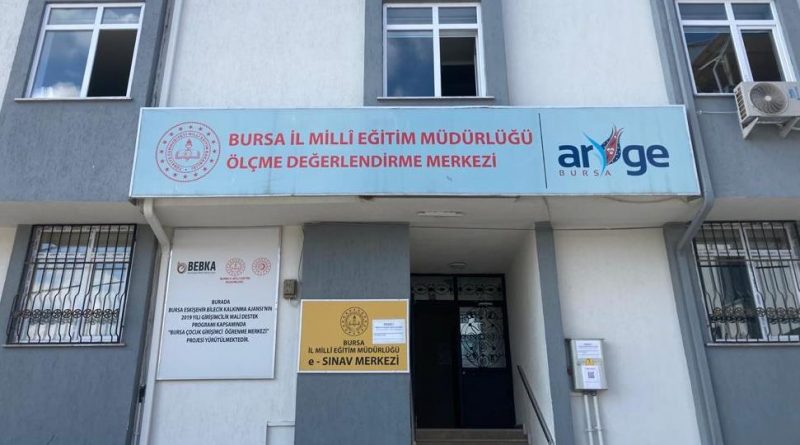 BURSA İL MİLLÎ EĞİTİM MÜDÜRLÜĞÜ
ÖLÇME DEĞERLENDİRME MERKEZİ
arge
BURSA
BEBKA
BURADA
BURSA ESKİŞEHİR BİLECİK KALKINMA AJANSI'NIN
2019 YILI GİRİŞİMCİLİK MALİ DESTEK
PROGRAMI KAPSAMINDA
"BURSA ÇOCUK GİRİŞİMCİ ÖĞRENME MERKEZİ"
PROJESİ YÜRÜTÜLMEKTEDİR.
BURSA
İL MİLLÎ EĞİTİM MÜDÜRLÜĞÜ
e - SINAV MERKEZİ